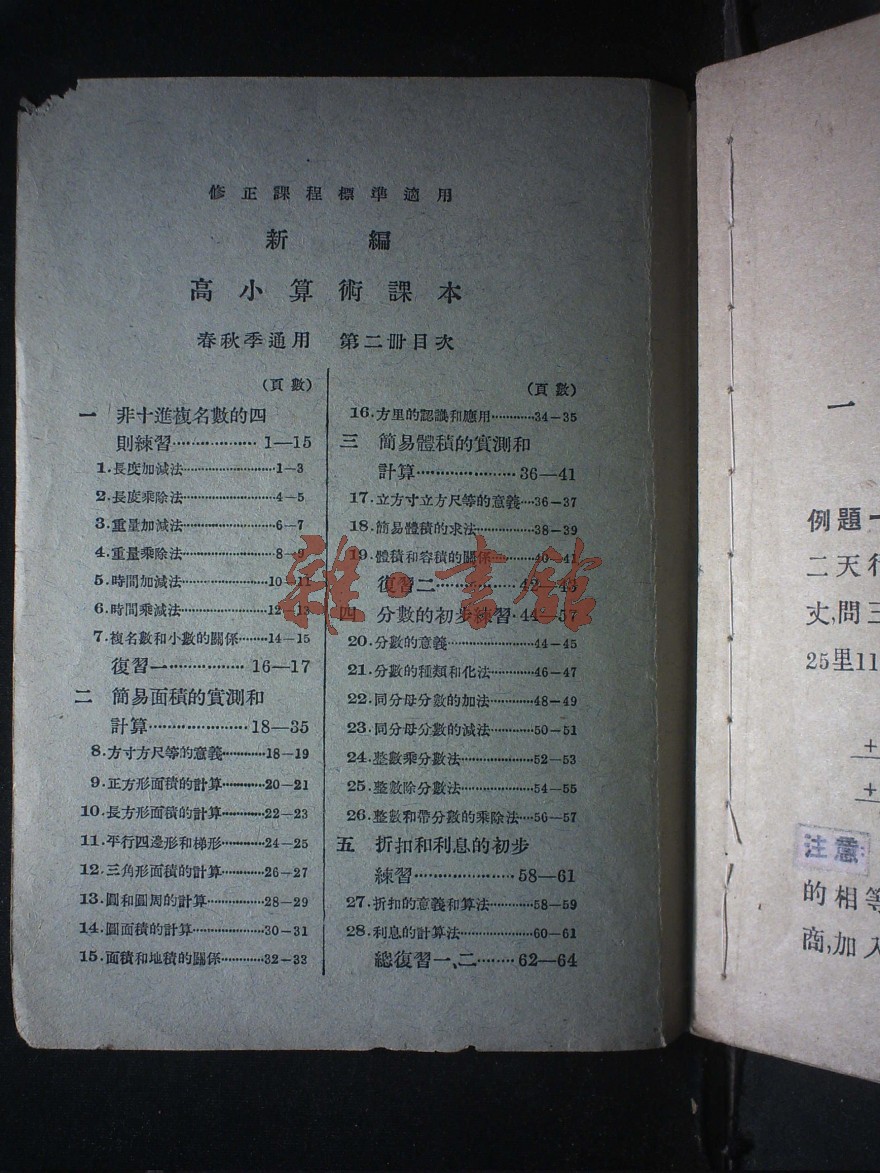 修正課程標準適用
新編
高小算術課本
春秋季通用 第二冊目次
(頁數)
一 非十進複名數的四
則練習……………… 1—15
1.長度加減法………………………1—3
2.長度乘除法………………………4—5
3.重量加減法………………………6—7
4.重量乘除法………………………8—9
5.時間加減法……………………10—11
6.時間乘減法……………………12—13
7.複名數和小數的關係………14—15
復習一……………… 16—17
二 簡易面積的實測和
計算………………… 18—35
8.方寸方尺等的意義…………18—19
9.正方形面積的計算…………20—21
10.長方形面積的計算…………22—23
11.平行四邊形和梯形…………24—25
12.三角形面積的計算…………26—27
13.圓和圓周的計算……………28—29
14.圓面積的計算………………30—31
15.面積和地積的關係…………32—33
(頁數)
16.方里的認識和應用…………34—35
三 簡易體積的實測和
計算………………… 36—41
17.立方寸立方尺等的意義…36—37
18.簡易體積的求法……………38—39
19.體積和容積的關係…………40—41
復習二……………… 42—43
四 分數的初步練習·44—57
20.分數的意義…………………44—45
21.分數的種類和化法…………46—47
22.同分母分數的加法…………48—49
23.同分母分數的減法…………50—51
24.整數乘分數法………………52—53
25.整數除分數法………………54—55
26.整數和帶分數的乘除法…56—57
五 折扣和利息的初步
練習………………… 58—61
27.折扣的意義和算法…………58—59
28.利息的計算法………………60—61
總復習一、二……… 62—64
雜·書館
一
例題一
二天行
丈,問三
25里11
+
+
注意
的相等
商,加入